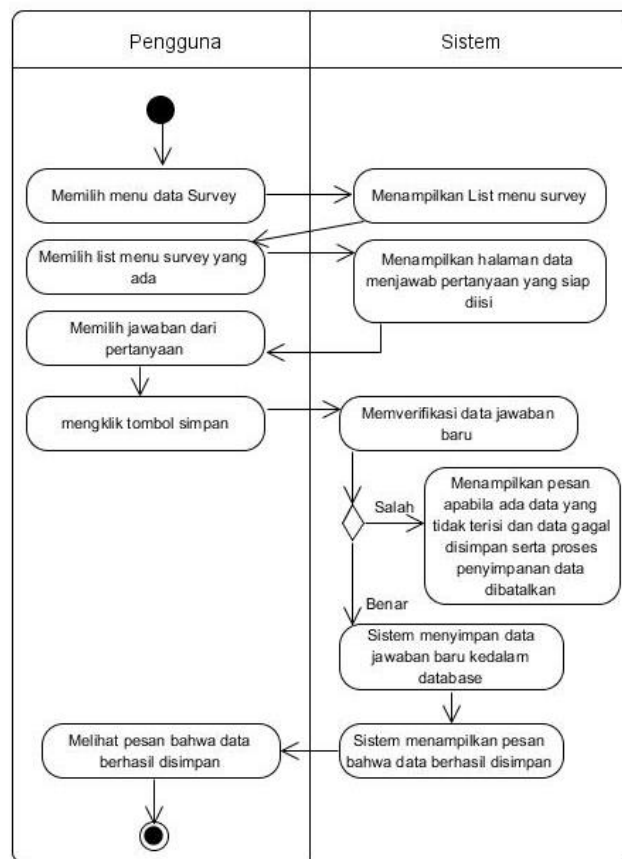 Pengguna
Sistem
Memilih menu data Survey
Menampilkan List menu survey
Memilih list menu survey yang
ada
Menampilkan halaman data
menjawab pertanyaan yang siap
diisi
Memilih jawaban dari
pertanyaan
mengklik tombol simpan
Memverifikasi data jawaban
baru
Salah
Menampilkan pesan
apabila ada data yang
tidak terisi dan data gagal
disimpan serta proses
penyimpanan data
dibatalkan
Benar
Sistem menyimpan data
jawaban baru kedalam
database
Melihat pesan bahwa data
berhasil disimpan
Sistem menampilkan pesan
bahwa data berhasil disimpan